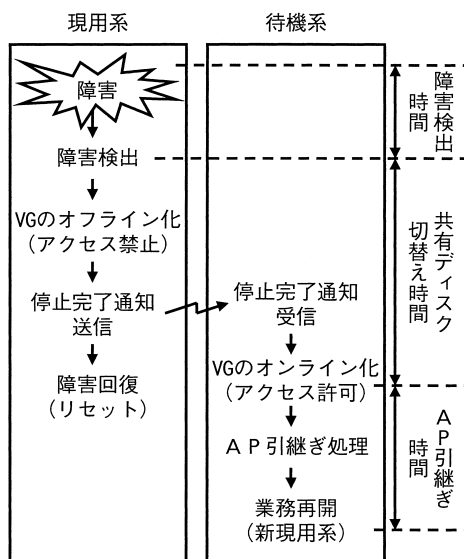 現用系
待機系
障害
障害検出
VGのオフライン化
(アクセス禁止)
停止完了通知
送信
障害回復
(リセット)
停止完了通知
受信
VGのオンライン化
(アクセス許可)
AP引継ぎ処理
業務再開
(新現用系)
障害検出
時間
共有ディスク
切替え時間
AP引継ぎ
時間